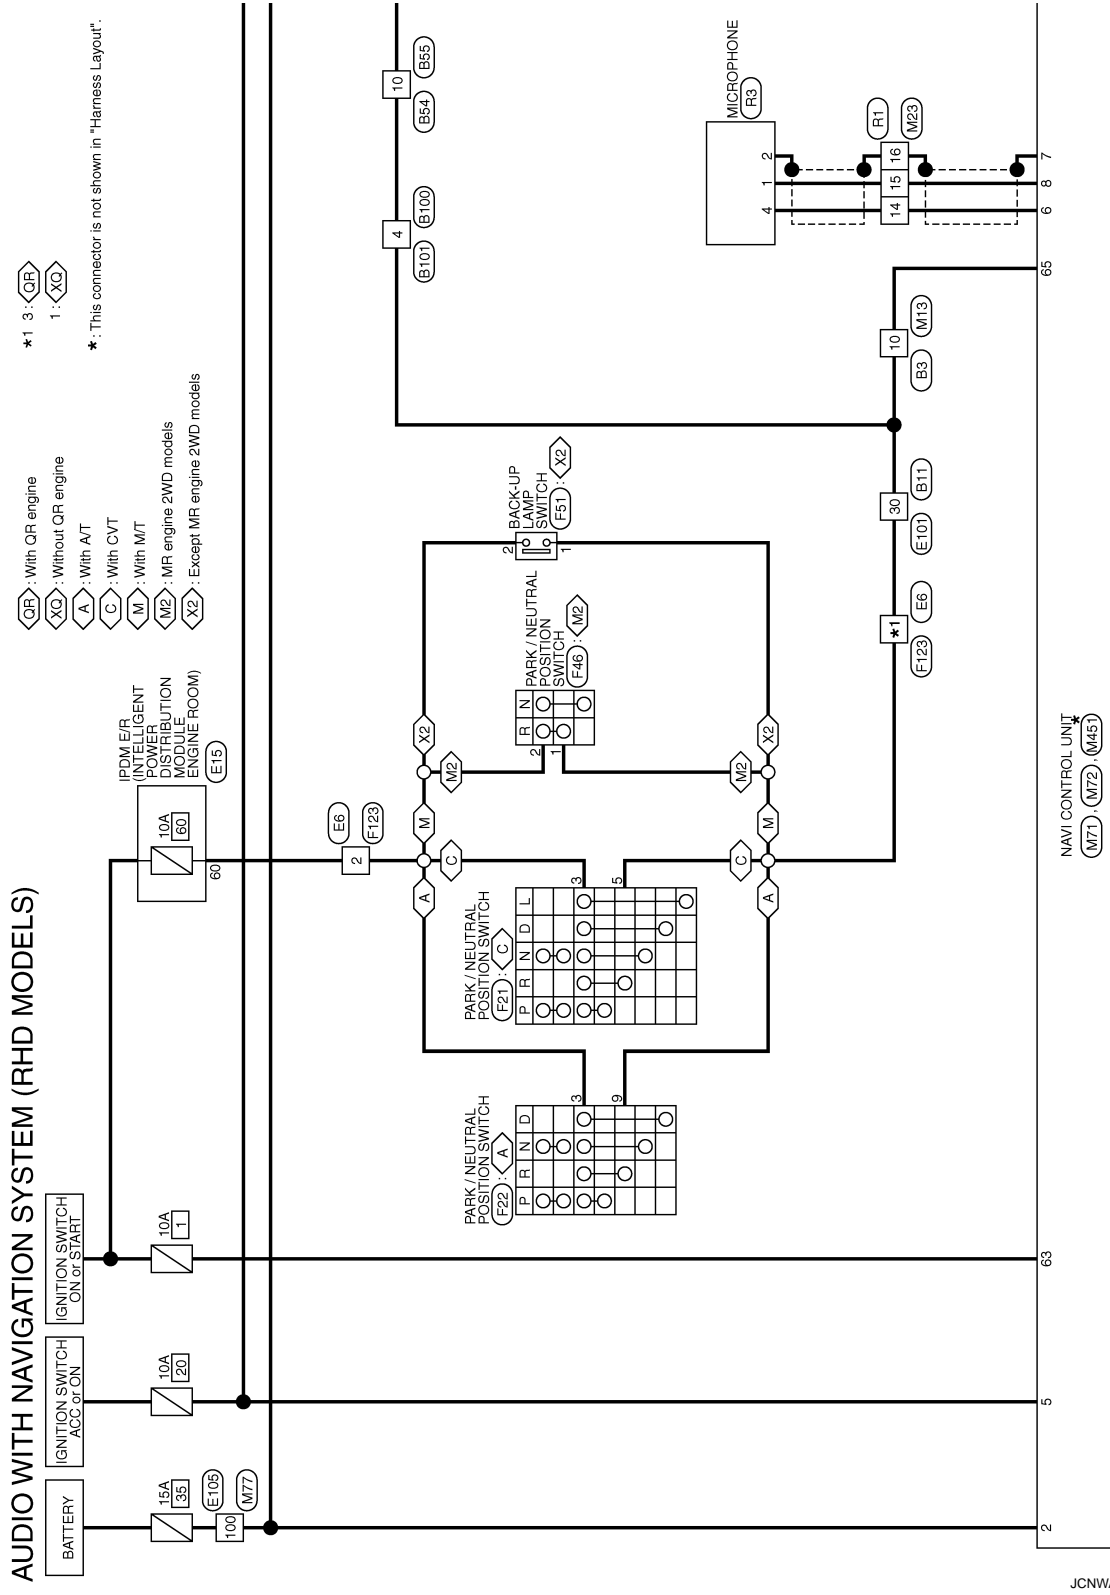 AUDIO WITH NAVIGATION SYSTEM (RHD MODELS)
QR : With QR engine
XQ : Without QR engine
A : With A/T
C : With CVT
M : With M/T
M2 : MR engine 2WD models
X2 : Except MR engine 2WD models
*1 3 : QR
1 : XQ
* : This connector is not shown in "Harness Layout".
BATTERY
15A
35
E105
100
M77
2
IGNITION SWITCH
ACC or ON
10A
20
5
IGNITION SWITCH
ON or START
10A
1
63
IPDM E/R
(INTELLIGENT
POWER
DISTRIBUTION
MODULE
ENGINE ROOM)
E15
10A
60
60
E6
2
F123
A
M
X2
C
M2
PARK / NEUTRAL
POSITION SWITCH
F22 : A
P R N D
3
9
PARK / NEUTRAL
POSITION SWITCH
F21 : C
P R N D L
3
5
PARK / NEUTRAL
POSITION
SWITCH
F46 : M2
R N
2
1
BACK-UP
LAMP
SWITCH
F51 : X2
2
1
A
M
X2
C
M2
*1
F123
E6
30
E101
B11
10
B3
M13
65
4
B101
B100
10
B54
B55
MICROPHONE
R3
4 1 2
14 15 16
R1
M23
6 8 7
NAVI CONTROL UNIT
M71 , M72 , M451 *
JCNWA